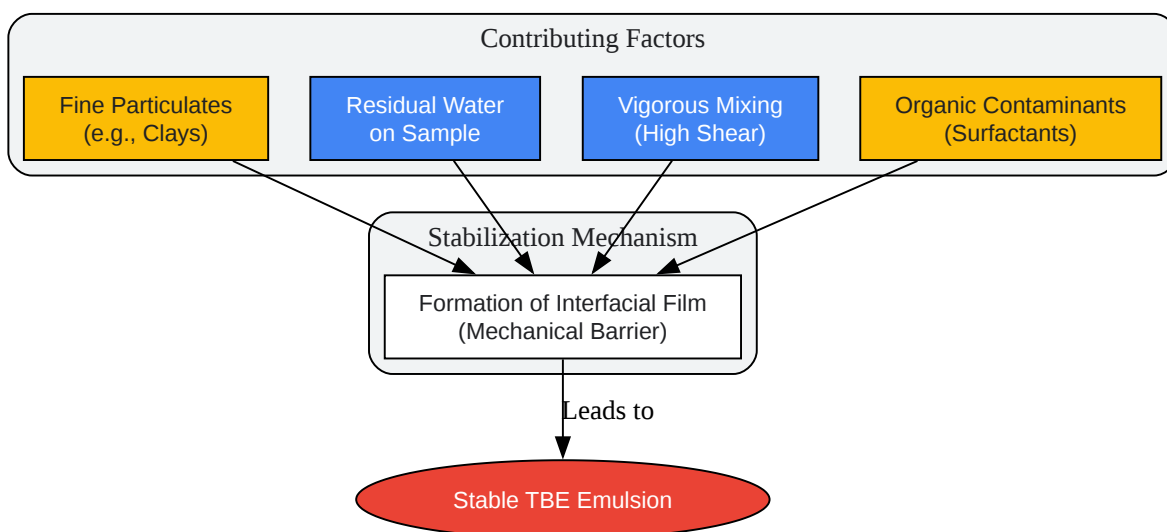 Contributing Factors
Fine Particulates
(e.g., Clays)
Residual Water
on Sample
Vigorous Mixing
(High Shear)
Organic Contaminants
(Surfactants)
Stabilization Mechanism
Formation of Interfacial Film
(Mechanical Barrier)
Leads to
Stable TBE Emulsion